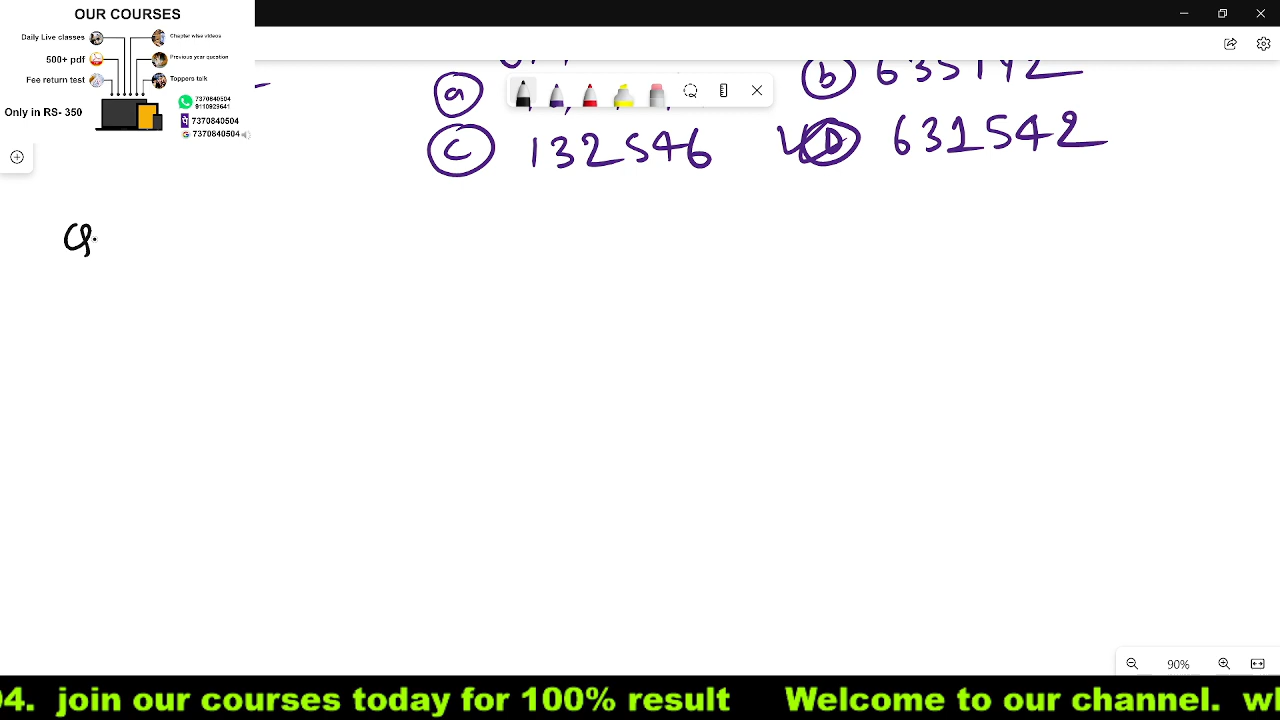 OUR COURSES
Daily Live classes
Chapter wise videos
500+ pdf
Previous year question
Fee return test
Toppers talk
Only in RS- 350
7370840504
9110929641
7370840504
7370840504
a
b 635142
c 132546
D 631542
Q.
90%
04. join our courses today for 100% result Welcome to our channel.